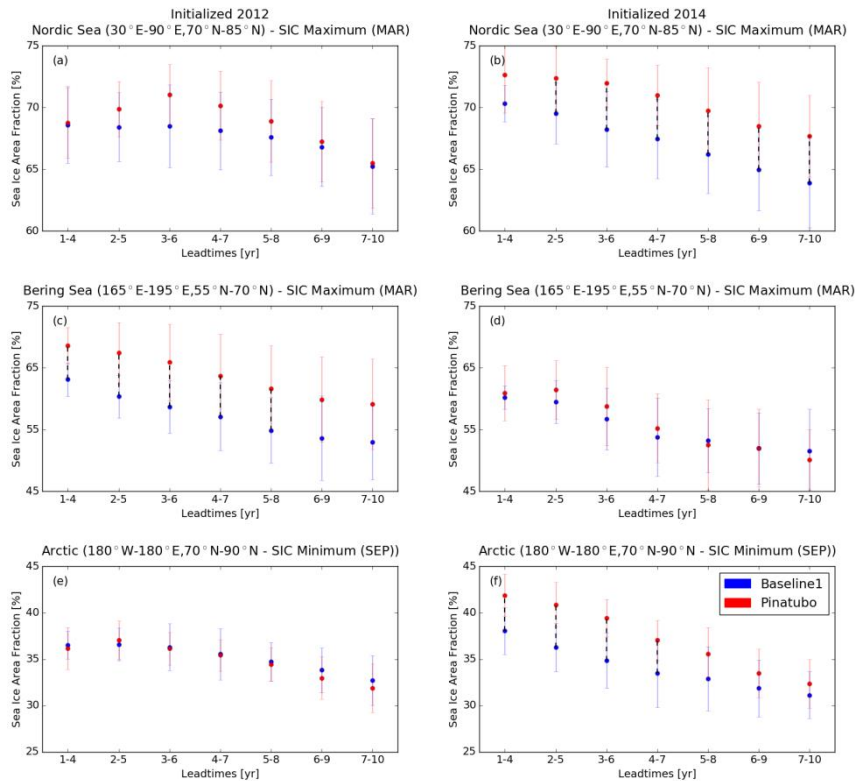 Initialized 2012
Nordic Sea (30°E-90°E,70°N-85°N) - SIC Maximum (MAR)
(a)
Sea Ice Area Fraction [%]
75
70
65
60
1-4 2-5 3-6 4-7 5-8 6-9 7-10
Leadtimes [yr]
Initialized 2014
Nordic Sea (30°E-90°E,70°N-85°N) - SIC Maximum (MAR)
(b)
Sea Ice Area Fraction [%]
75
70
65
60
1-4 2-5 3-6 4-7 5-8 6-9 7-10
Leadtimes [yr]
Bering Sea (165°E-195°E,55°N-70°N) - SIC Maximum (MAR)
(c)
Sea Ice Area Fraction [%]
75
65
55
45
1-4 2-5 3-6 4-7 5-8 6-9 7-10
Leadtimes [yr]
Bering Sea (165°E-195°E,55°N-70°N) - SIC Maximum (MAR)
(d)
Sea Ice Area Fraction [%]
75
65
55
45
1-4 2-5 3-6 4-7 5-8 6-9 7-10
Leadtimes [yr]
Arctic (180°W-180°E,70°N-90°N - SIC Minimum (SEP))
(e)
Sea Ice Area Fraction [%]
45
40
35
30
25
1-4 2-5 3-6 4-7 5-8 6-9 7-10
Leadtimes [yr]
Arctic (180°W-180°E,70°N-90°N - SIC Minimum (SEP))
(f)
Baseline1
Pinatubo
Sea Ice Area Fraction [%]
45
40
35
30
25
1-4 2-5 3-6 4-7 5-8 6-9 7-10
Leadtimes [yr]